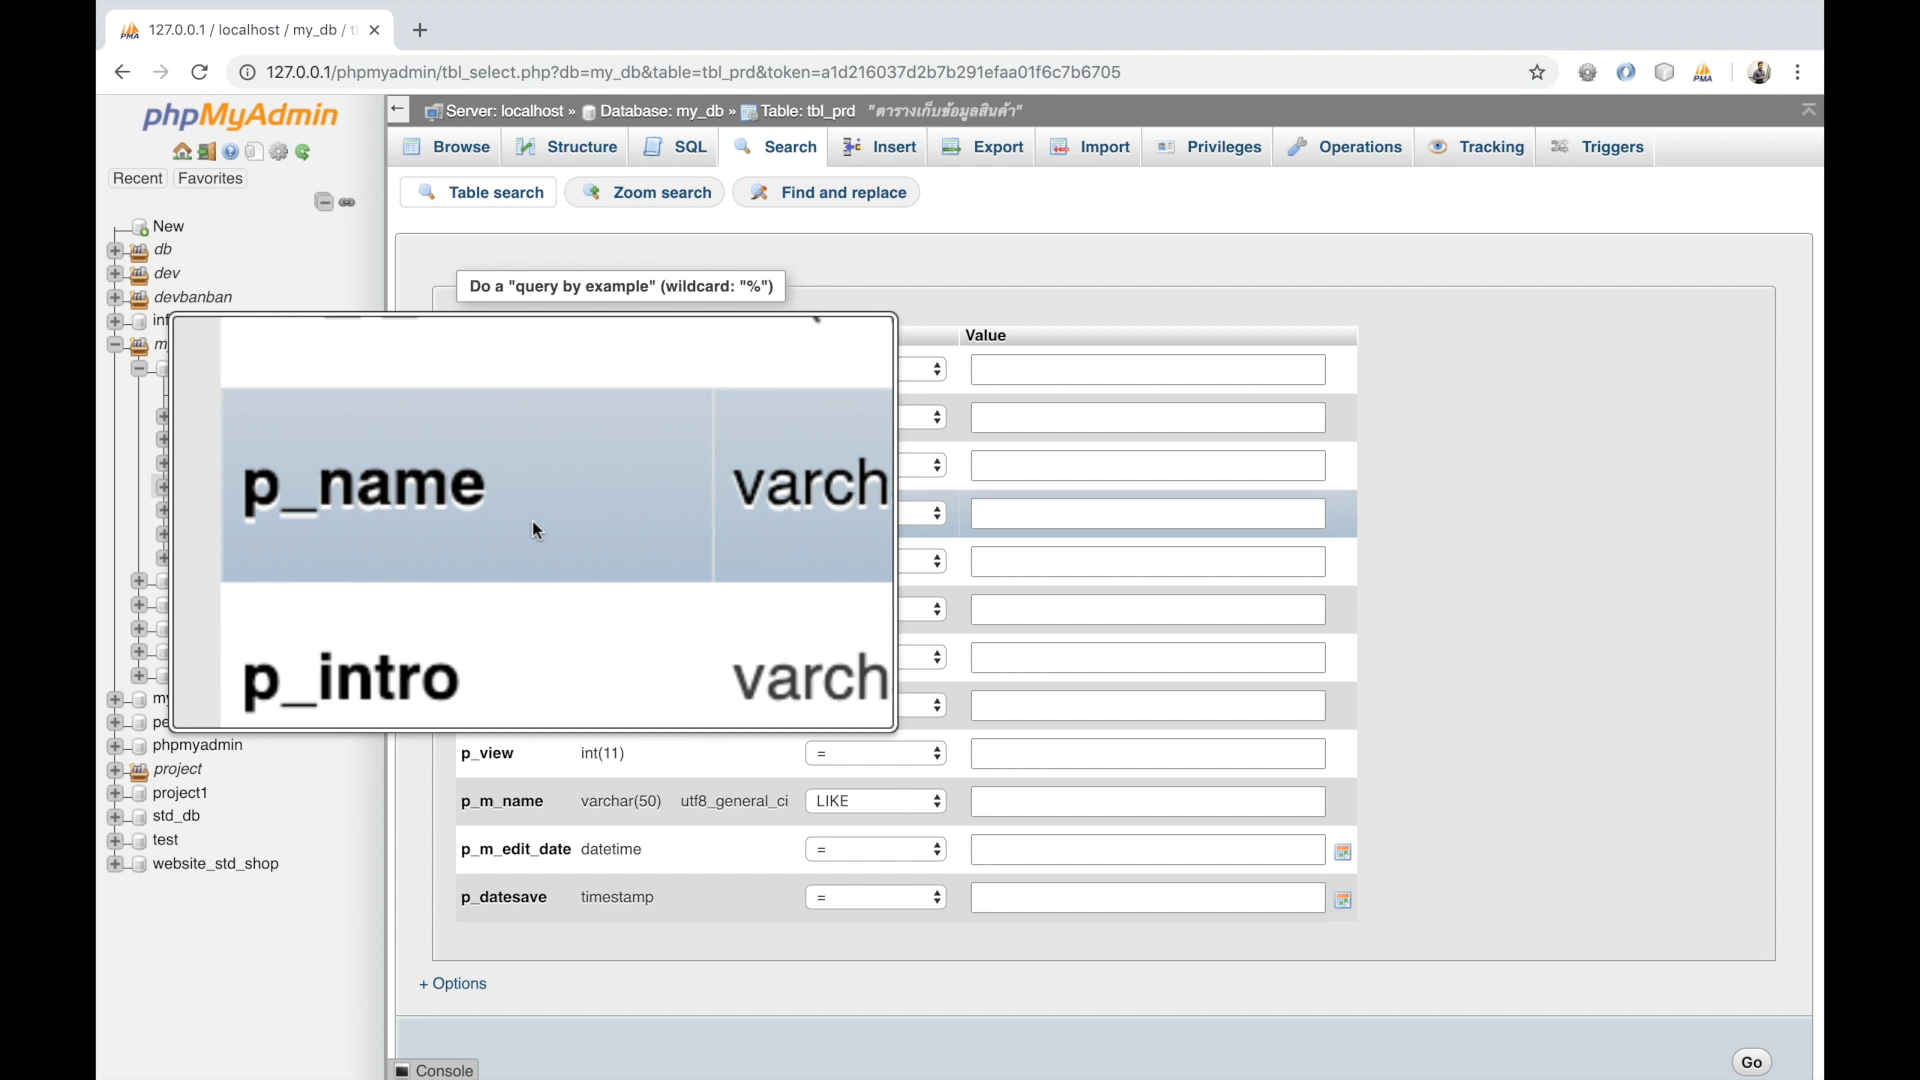 127.0.0.1 / localhost / my_db / t
127.0.0.1/phpmyadmin/tbl_select.php?db=my_db&table=tbl_prd&token=a1d216037d2b7b291efaa01f6c7b6705
PMA
phpMyAdmin
Recent Favorites
New
db
dev
devbanban
inf
m
my
pe
phpmyadmin
project
project1
std_db
test
website_std_shop
Server: localhost » Database: my_db » Table: tbl_prd "ตารางเก็บข้อมูลสินค้า"
Browse Structure SQL Search Insert Export Import Privileges Operations Tracking Triggers
Table search Zoom search Find and replace
Do a "query by example" (wildcard: "%")
Value
p_name varch
p_intro varch
p_view int(11) =
p_m_name varchar(50) utf8_general_ci LIKE
p_m_edit_date datetime =
p_datesave timestamp =
+ Options
Go
Console